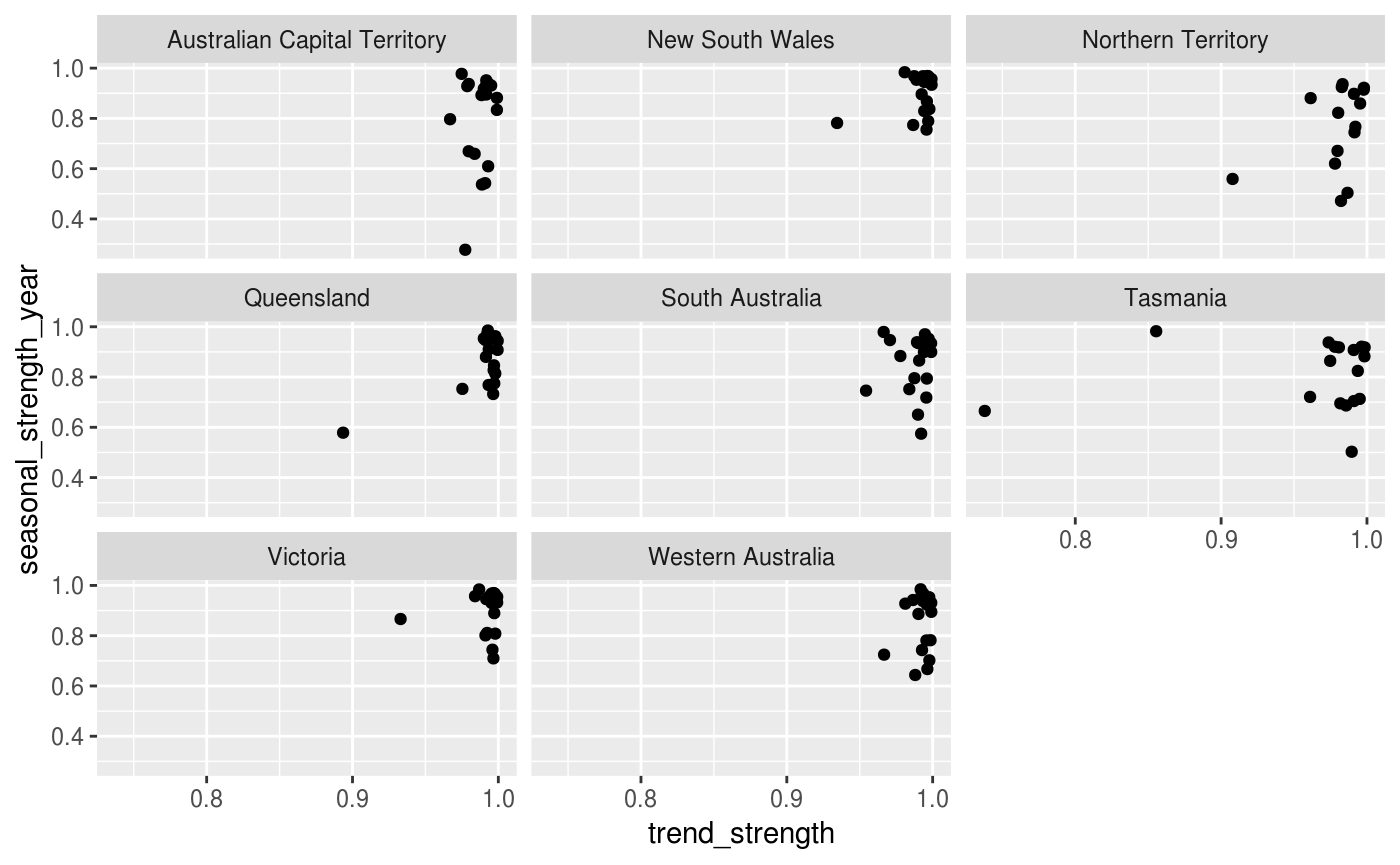 Australian Capital Territory New South Wales Northern Territory
1.0
0.8
0.6
0.4
Queensland South Australia Tasmania
1.0
0.8
0.6
0.4
0.8 0.9 1.0
Victoria Western Australia
1.0
0.8
0.6
0.4
0.8 0.9 1.0 0.8 0.9 1.0
trend_strength
seasonal_strength_year